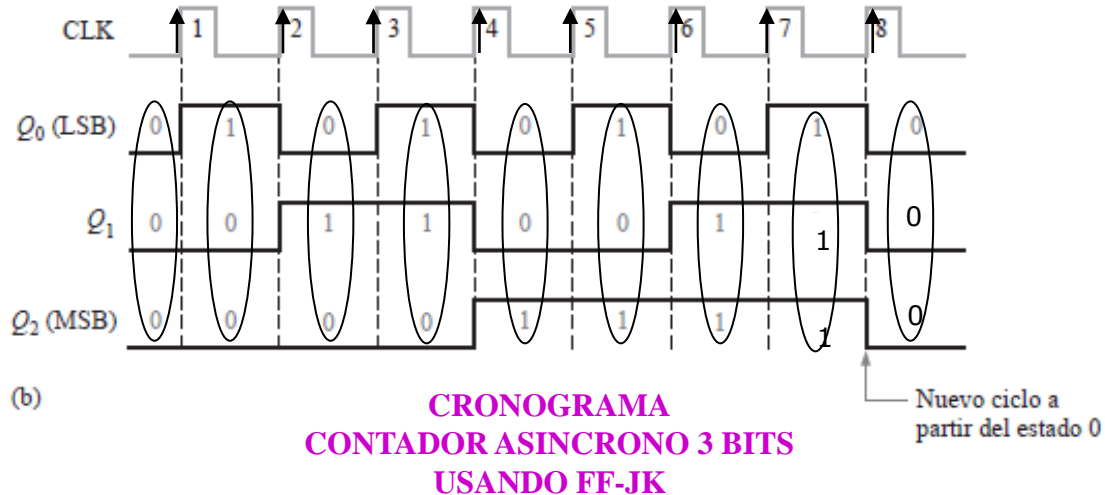 CLK 1 2 3 4 5 6 7 8
Q0 (LSB) 0 1 0 1 0 1 0 1 0
Q1 0 0 1 1 0 0 1 1 0
Q2 (MSB) 0 0 0 0 1 1 1 1 0
(b)
Nuevo ciclo a
partir del estado 0
CRONOGRAMA
CONTADOR ASINCRONO 3 BITS
USANDO FF-JK